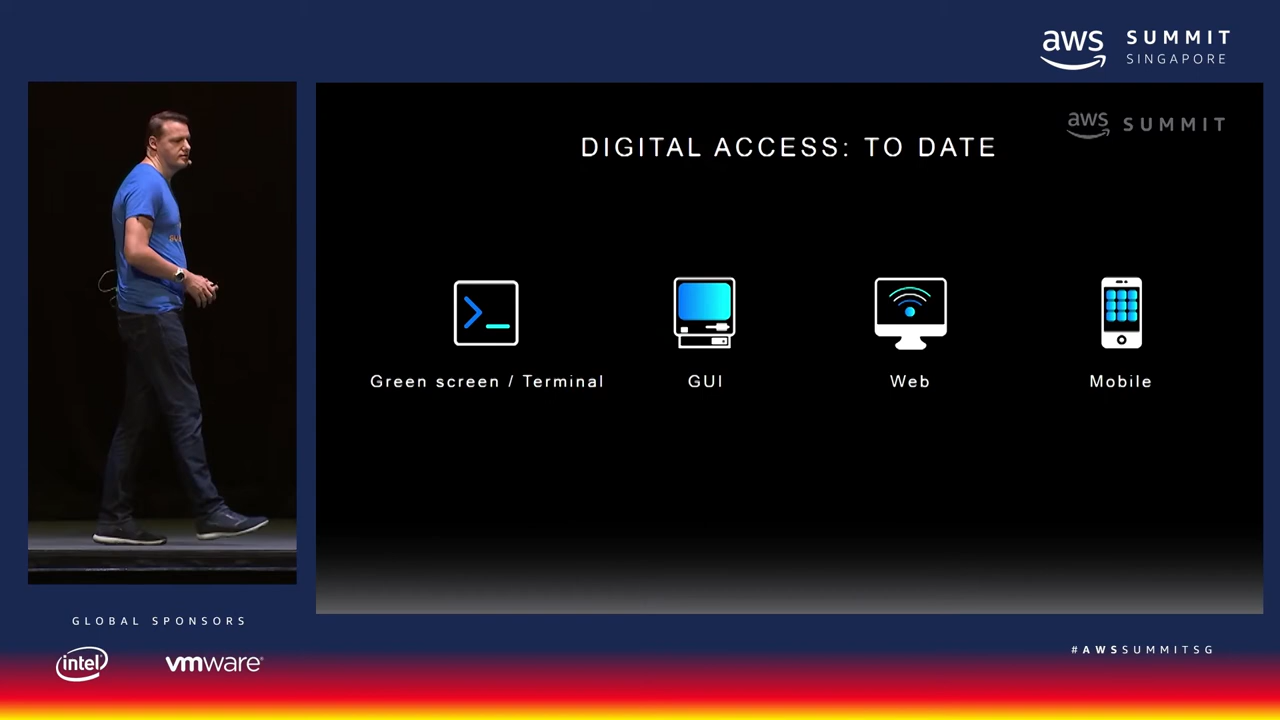 aws SUMMIT
SINGAPORE
aws SUMMIT
DIGITAL ACCESS: TO DATE
Green screen / Terminal
GUI
Web
Mobile
GLOBAL SPONSORS
intel
vmware
#AWSSUMMITSG